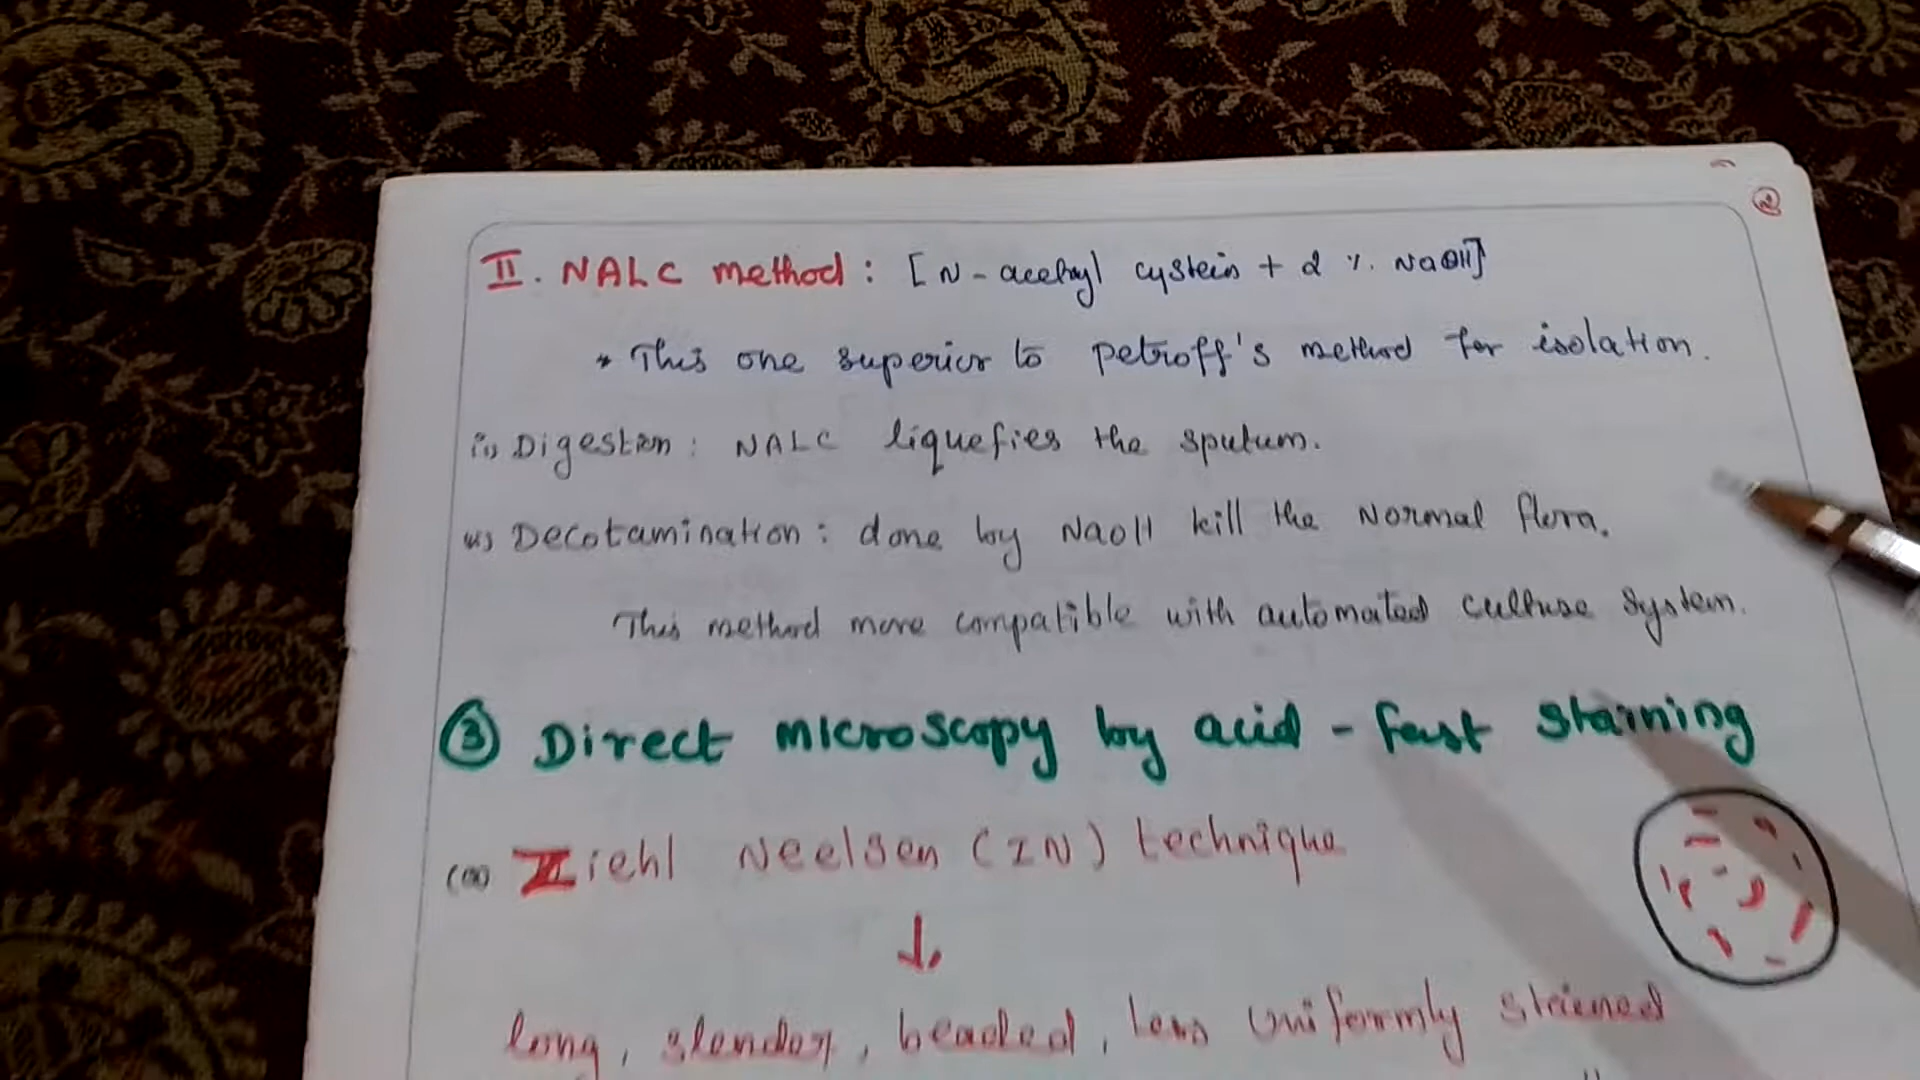 ②
II. NALC method: [N-acetyl cystein + 2 %. NaOH]
* This one superior to petroff's method for isolation.
i) Digestion: NALC liquefies the sputum.
ii) Decotamination: done by NaOH kill the Normal flora.
This method more compatible with automated culture system.
③ Direct microscopy by acid-fast staining
(a) Ziehl Neelsen (ZN) technique
↓
long, slender, beaded, less uniformly stained